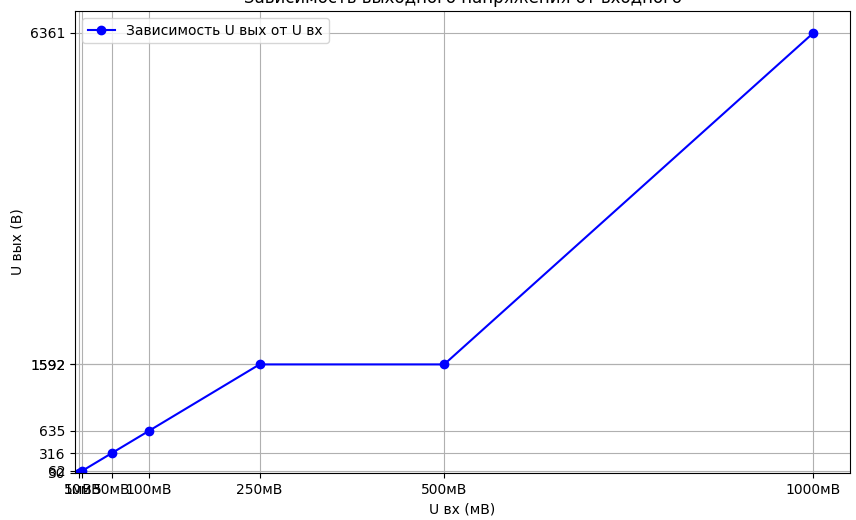 Зависимость выходного напряжения от входного
6361
Зависимость U вых от U вх
U вых (В)
1592
635
316
100мВ
250мВ
500мВ
1000мВ
U вх (мВ)